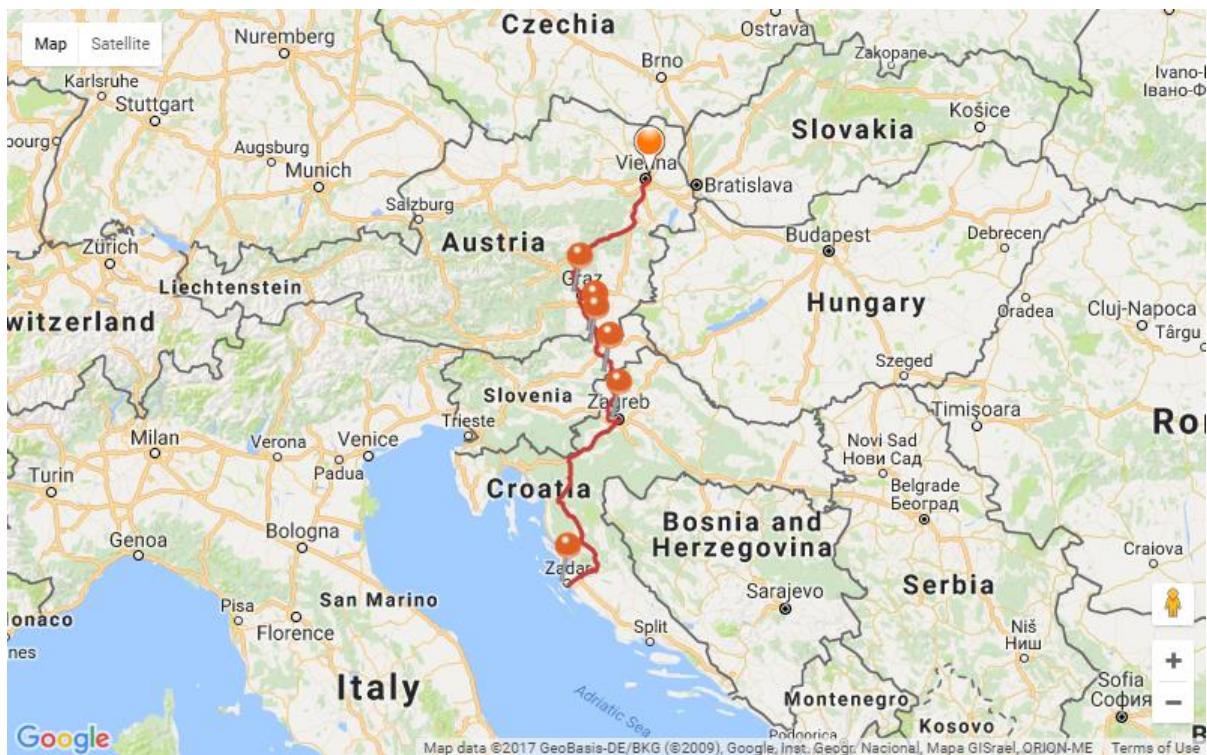 Map
Satellite
Czechia
Nuremberg
Ostrava
Zakopane
Karlsruhe
Brno
Stuttgart
Košice
Slovakia
Augsburg
Munich
Vienna
Bratislava
Salzburg
Zürich
Austria
Budapest
Debrecen
Liechtenstein
Graz
Hungary
Oradea
Cluj-Napoca
Târgu
witzerland
Szeged
Slovenia
Zagreb
Trieste
Timișoara
Milan
Verona
Venice
Padua
Novi Sad
Нови Сад
Turin
Croatia
Belgrade
Београд
Bologna
Bosnia and
Herzegovina
Genoa
Zadar
Craiova
Serbia
Pisa
San Marino
Sarajevo
Florence
onaco
nes
Split
Niš
Ниш
Italy
Adriatic Sea
Montenegro
Sofia
София
Kosovo
Podgorica
Google
Map data ©2017 GeoBasis-DE/BKG (©2009), Google, Inst. Geogr. Nacional, Mapa GISrael, ORION-ME
Terms of Use